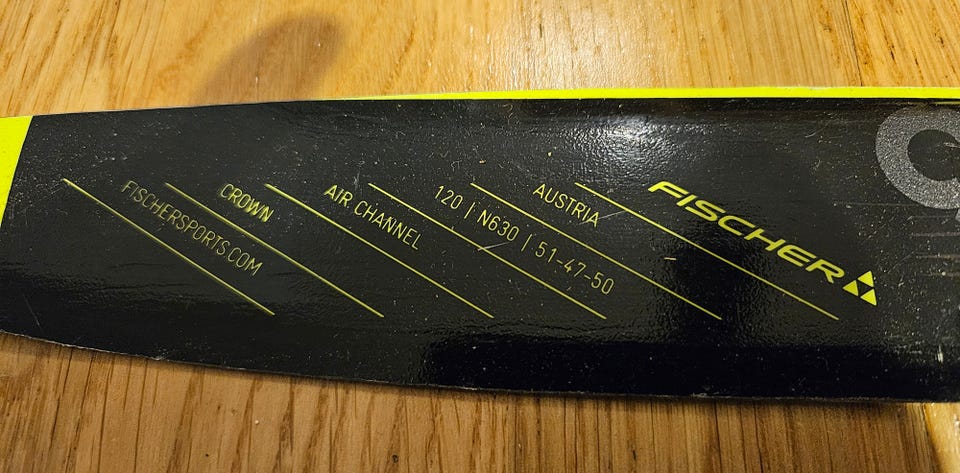 FISCHERSPORTS.COM
CROWN
AIR CHANNEL
120 | N630 | 51-47-50
AUSTRIA
FISCHER